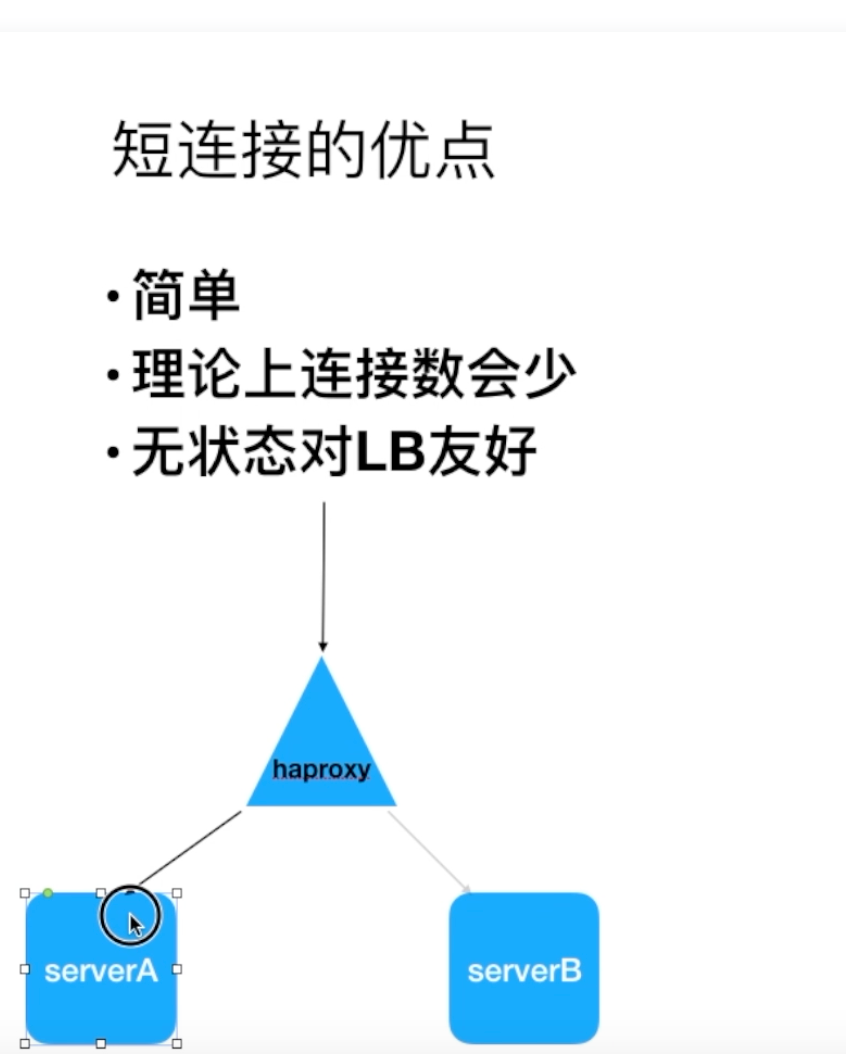 短连接的优点
•简单
•理论上连接数会少
•无状态对LB友好
haproxy
serverA
serverB